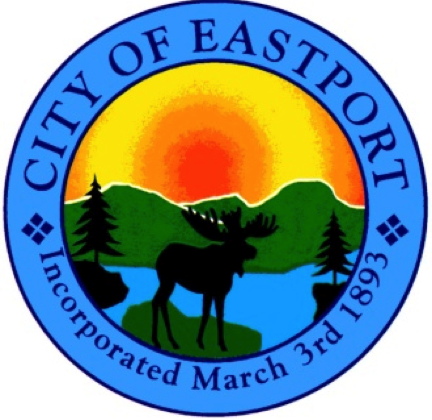 CITY OF EASTPORT
Incorporated March 3rd 1893